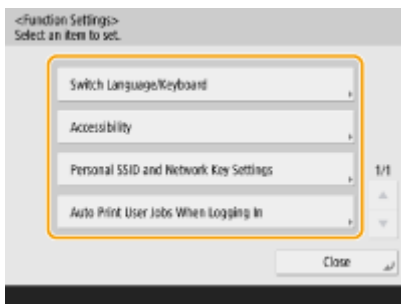 <Function Settings>
Select an item to set.
Switch Language/Keyboard
Accessibility
Personal SSID and Network Key Settings
1/1
Auto Print User Jobs When Logging In
Close